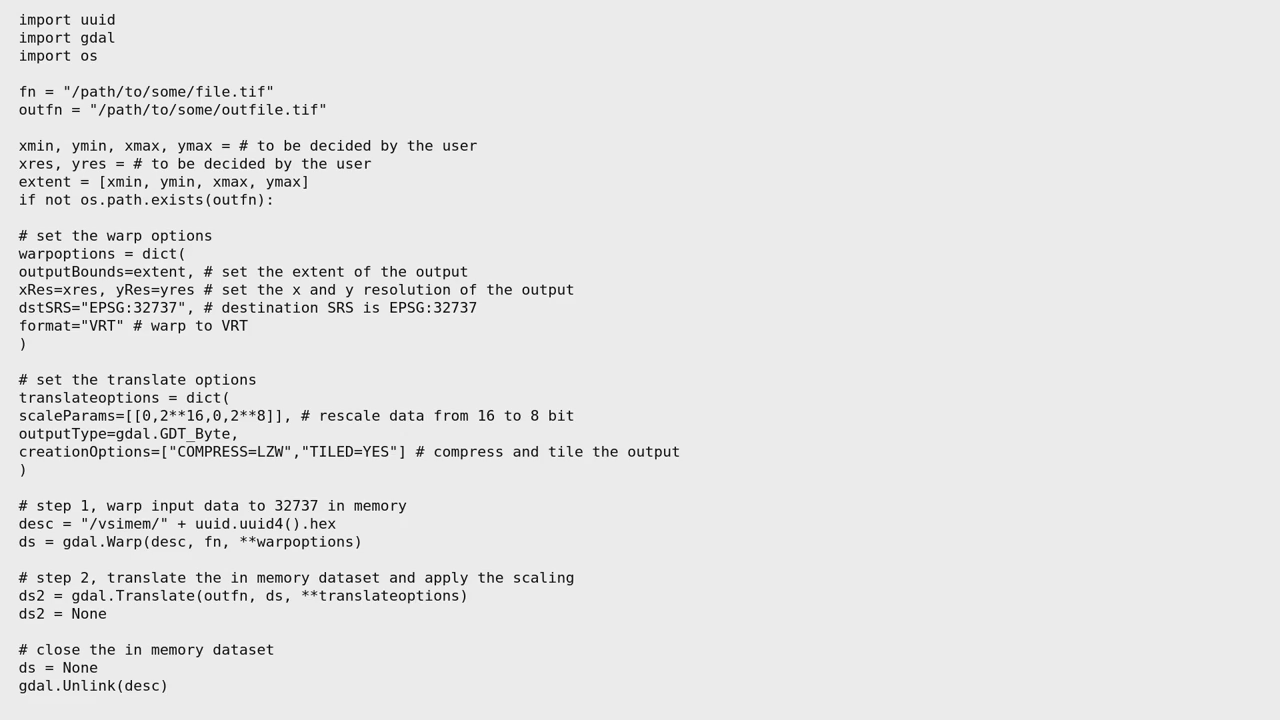 import uuid
import gdal
import os
fn = "/path/to/some/file.tif"
outfn = "/path/to/some/outfile.tif"
xmin, ymin, xmax, ymax = # to be decided by the user
xres, yres = # to be decided by the user
extent = [xmin, ymin, xmax, ymax]
if not os.path.exists(outfn):
# set the warp options
warpoptions = dict(
outputBounds=extent, # set the extent of the output
xRes=xres, yRes=yres # set the x and y resolution of the output
dstSRS="EPSG:32737", # destination SRS is EPSG:32737
format="VRT" # warp to VRT
)
# set the translate options
translateoptions = dict(
scaleParams=[[0,2**16,0,2**8]], # rescale data from 16 to 8 bit
outputType=gdal.GDT_Byte,
creationOptions=["COMPRESS=LZW","TILED=YES"] # compress and tile the output
)
# step 1, warp input data to 32737 in memory
desc = "/vsimem/" + uuid.uuid4().hex
ds = gdal.Warp(desc, fn, **warpoptions)
# step 2, translate the in memory dataset and apply the scaling
ds2 = gdal.Translate(outfn, ds, **translateoptions)
ds2 = None
# close the in memory dataset
ds = None
gdal.Unlink(desc)